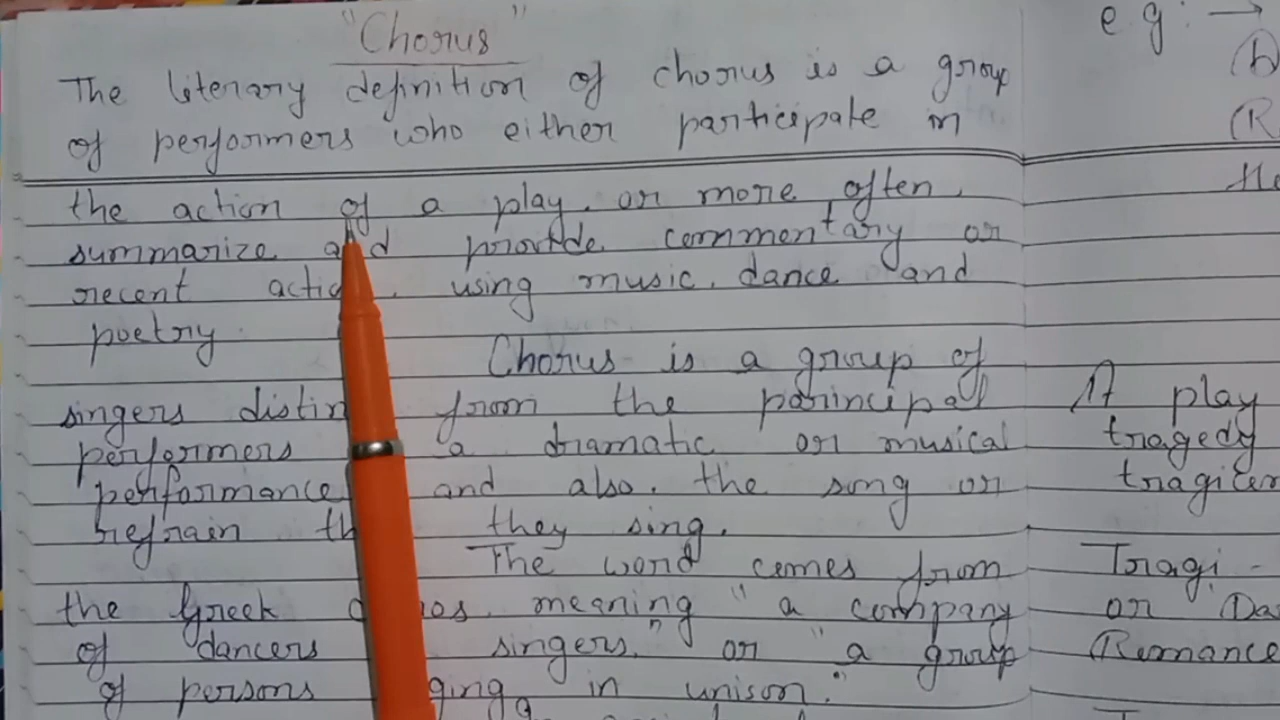 "Chorus"
The literary definition of chorus is a group
of performers who either participate in
the action of a play, or more often,
summarize and provide commentary or
recent action, using music, dance and
poetry.
Chorus is a group of
singers from the parincipal
performers a dramatic or musical
performance and also. the song or
refrain they sing.
The word comes from
the Greek meaning "a company
of dancers singers," or "a group
of persons in unison."
eg: →
A play
tragedy
Tragi-
or
Romance